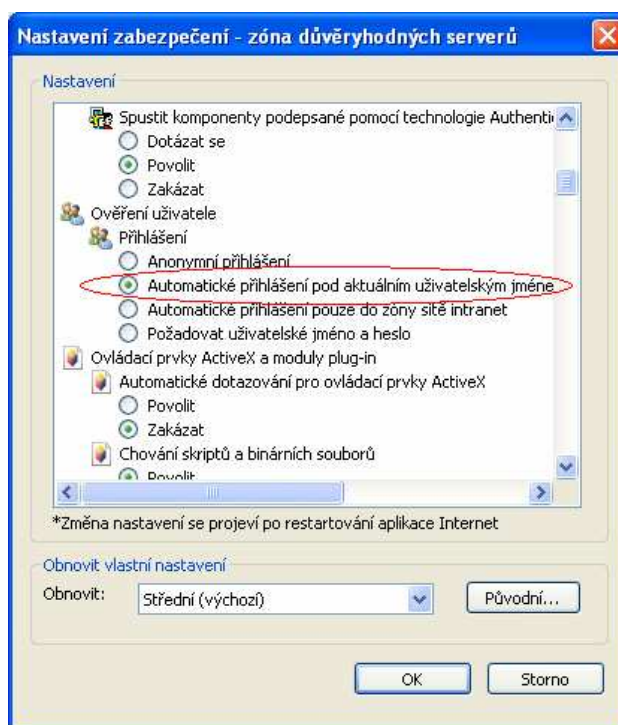 Nastavení zabezpečení - zóna důvěryhodných serverů
Nastavení
Spustit komponenty podepsané pomocí technologie Authenti
Dotázat se
Povolit
Zakázat
Ověření uživatele
Přihlášení
Anonymní přihlášení
Automatické přihlášení pod aktuálním uživatelským jméne
Automatické přihlášení pouze do zóny sítě intranet
Požadovat uživatelské jméno a heslo
Ovládací prvky ActiveX a moduly plug-in
Automatické dotazování pro ovládací prvky ActiveX
Povolit
Zakázat
Chování skriptů a binárních souborů
Povolit
*Změna nastavení se projeví po restartování aplikace Internet
Obnovit vlastní nastavení
Obnovit: Střední (výchozí) Původní...
OK Storno